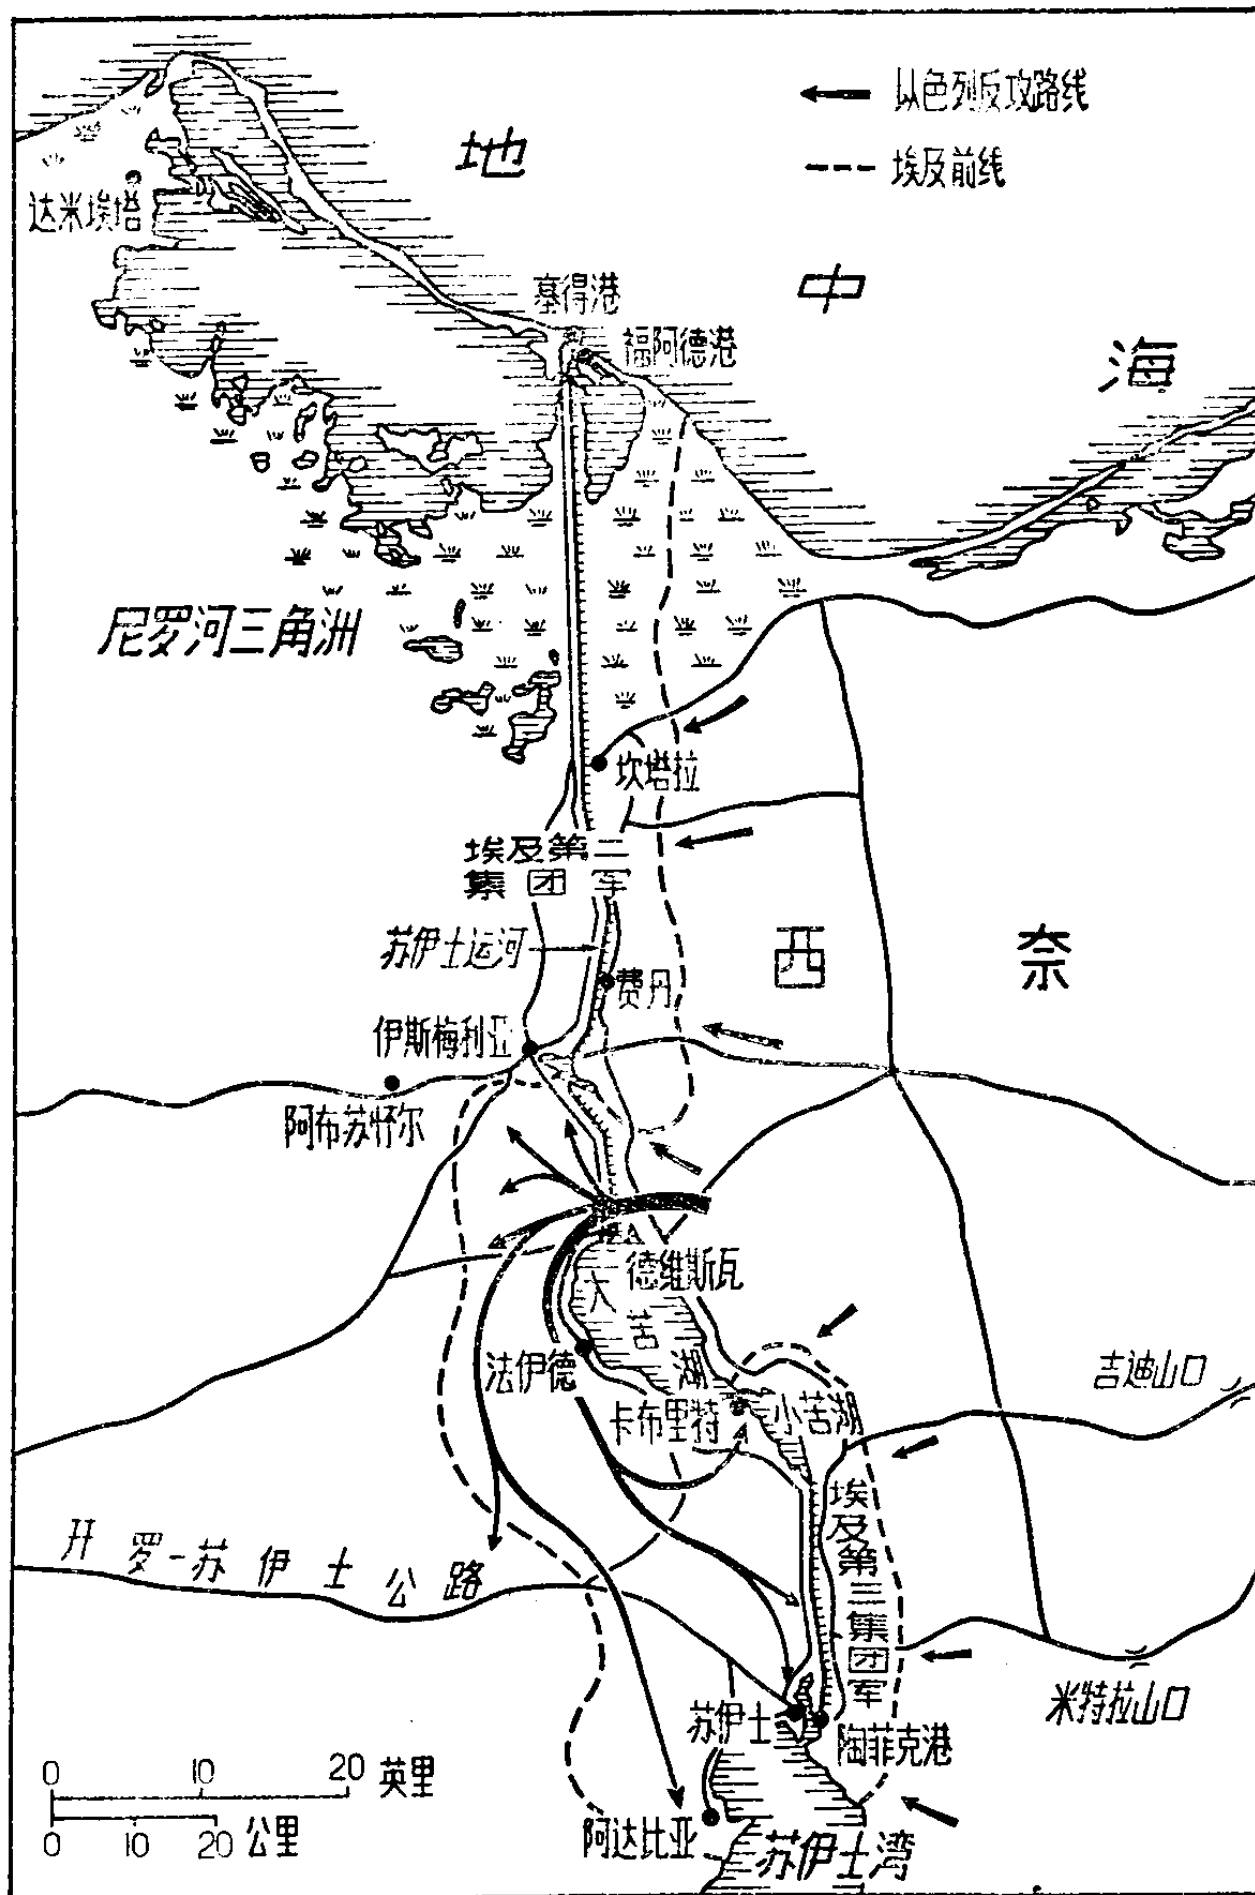 以色列反攻路线
埃及前线
地
中
海
达米埃塔
塞得港
福阿德港
尼罗河三角洲
坎塔拉
埃及第二
集团军
苏伊士运河
费丹
西
奈
伊斯梅利亚
阿布苏怀尔
德维斯瓦
大
苦
湖
法伊德
卡布里特
小苦湖
吉迪山口
埃及第三集团军
开罗-苏伊士公路
米特拉山口
苏伊士
陶菲克港
0 10 20 英里
0 10 20 公里
阿达比亚
苏伊士湾